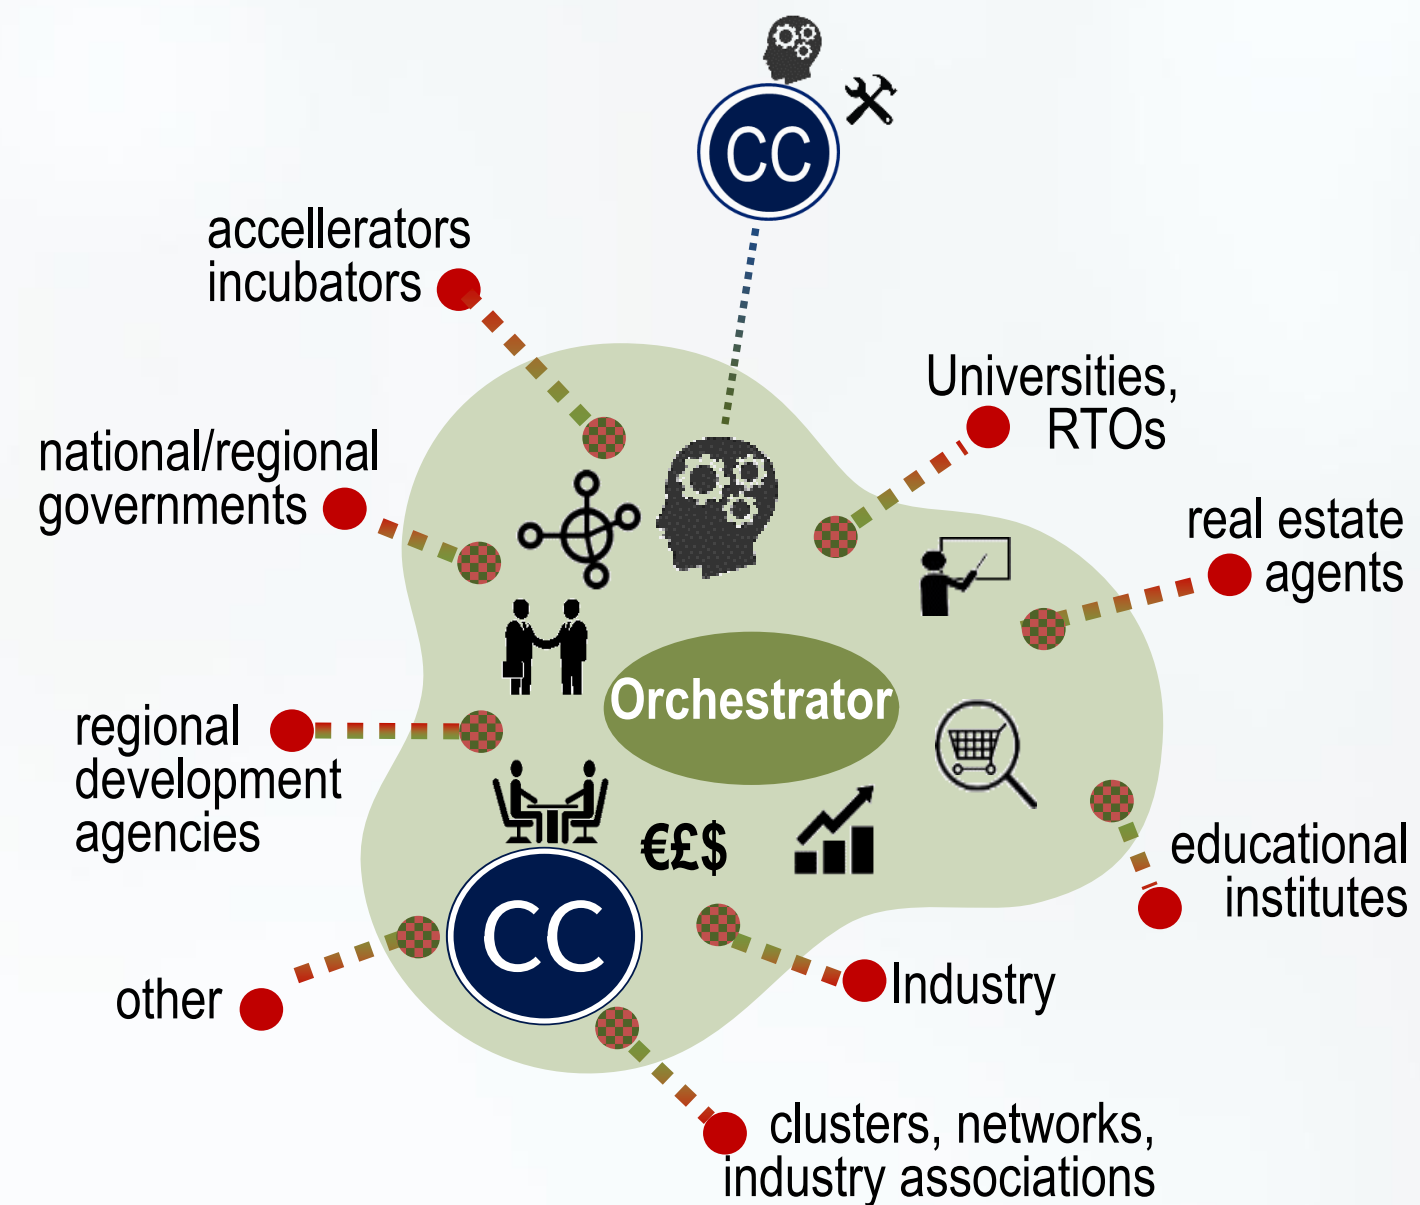 CC
accellerators
incubators
Universities,
RTOs
national/regional
governments
real estate
agents
Orchestrator
regional
development
agencies
€£$
educational
institutes
CC
Industry
other
clusters, networks,
industry associations